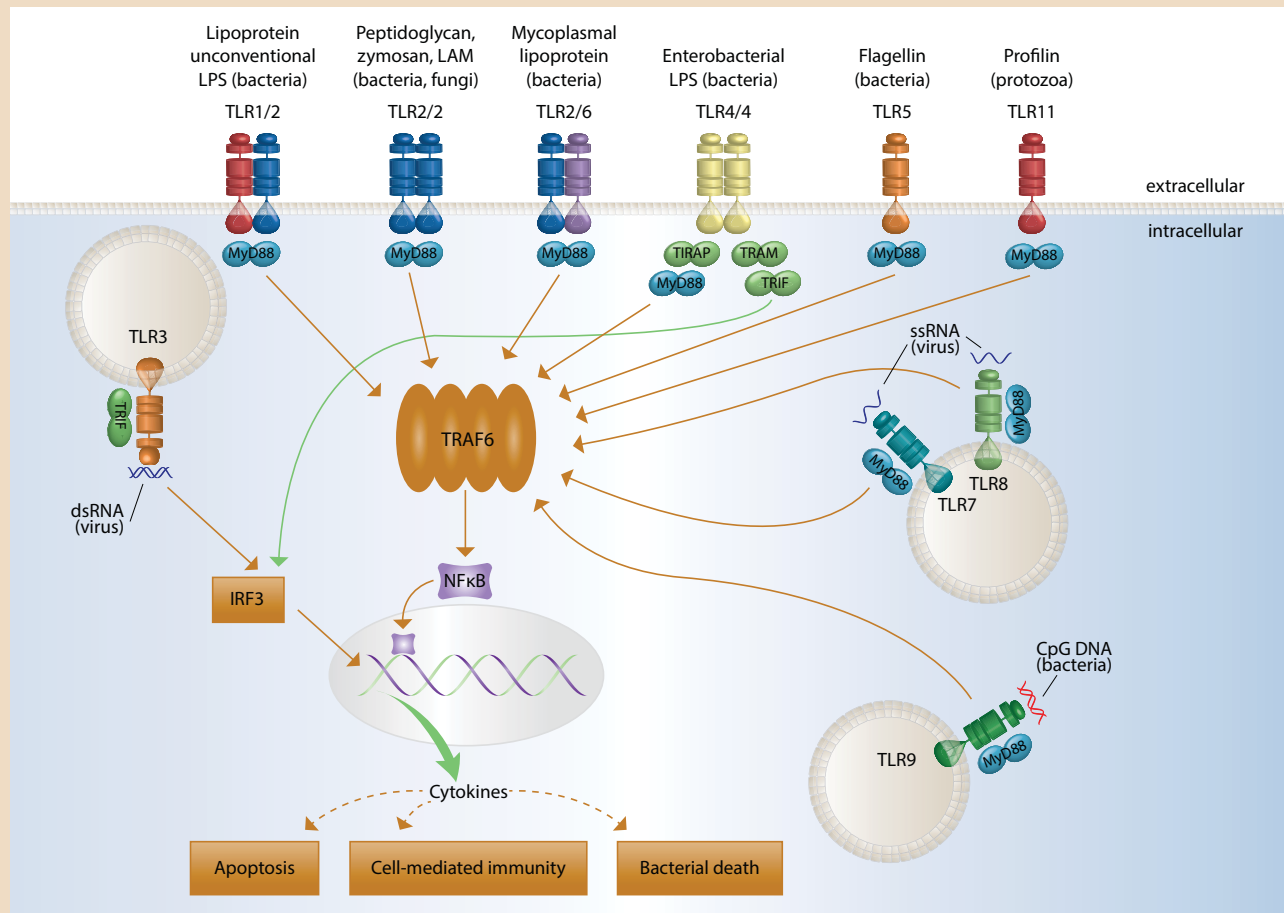 Lipoprotein
unconventional
LPS (bacteria)
TLR1/2
Peptidoglycan,
zymosan, LAM
(bacteria, fungi)
TLR2/2
Mycoplasmal
lipoprotein
(bacteria)
TLR2/6
Enterobacterial
LPS (bacteria)
TLR4/4
Flagellin
(bacteria)
TLR5
Profilin
(protozoa)
TLR11
extracellular
intracellular
MyD88
MyD88
MyD88
TIRAP
TRAM
MyD88
TRIF
MyD88
MyD88
TLR3
TRIF
dsRNA
(virus)
ssRNA
(virus)
MyD88
MyD88
TLR8
TLR7
TRAF6
NFκB
IRF3
CpG DNA
(bacteria)
MyD88
TLR9
Cytokines
Apoptosis
Cell-mediated immunity
Bacterial death